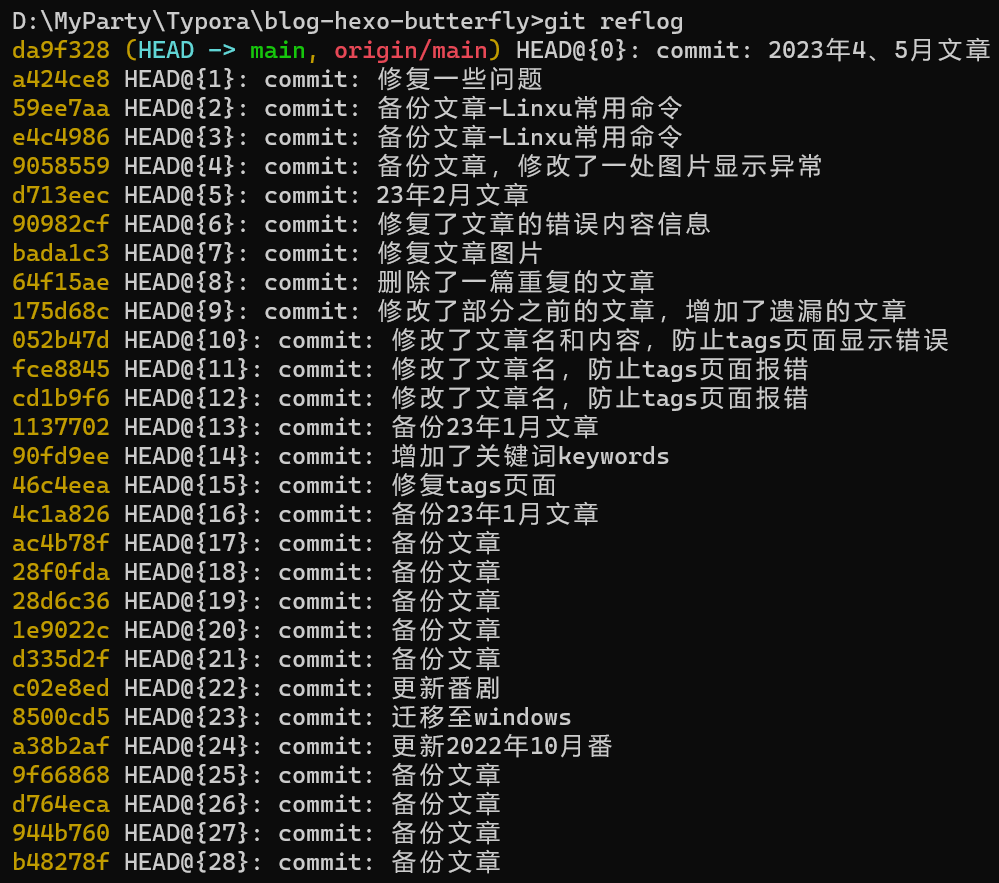 D:\MyParty\Typora\blog-hexo-butterfly>git reflog
da9f328 (HEAD -> main, origin/main) HEAD@{0}: commit: 2023年4、5月文章
a424ce8 HEAD@{1}: commit: 修复一些问题
59ee7aa HEAD@{2}: commit: 备份文章-Linxu常用命令
e4c4986 HEAD@{3}: commit: 备份文章-Linxu常用命令
9058559 HEAD@{4}: commit: 备份文章，修改了一处图片显示异常
d713eec HEAD@{5}: commit: 23年2月文章
90982cf HEAD@{6}: commit: 修复了文章的错误内容信息
bada1c3 HEAD@{7}: commit: 修复文章图片
64f15ae HEAD@{8}: commit: 删除了一篇重复的文章
175d68c HEAD@{9}: commit: 修改了部分之前的文章，增加了遗漏的文章
052b47d HEAD@{10}: commit: 修改了文章名和内容，防止tags页面显示错误
fce8845 HEAD@{11}: commit: 修改了文章名，防止tags页面报错
cd1b9f6 HEAD@{12}: commit: 修改了文章名，防止tags页面报错
1137702 HEAD@{13}: commit: 备份23年1月文章
90fd9ee HEAD@{14}: commit: 增加了关键词keywords
46c4eea HEAD@{15}: commit: 修复tags页面
4c1a826 HEAD@{16}: commit: 备份23年1月文章
ac4b78f HEAD@{17}: commit: 备份文章
28f0fda HEAD@{18}: commit: 备份文章
28d6c36 HEAD@{19}: commit: 备份文章
1e9022c HEAD@{20}: commit: 备份文章
d335d2f HEAD@{21}: commit: 备份文章
c02e8ed HEAD@{22}: commit: 更新番剧
8500cd5 HEAD@{23}: commit: 迁移至windows
a38b2af HEAD@{24}: commit: 更新2022年10月番
9f66868 HEAD@{25}: commit: 备份文章
d764eca HEAD@{26}: commit: 备份文章
944b760 HEAD@{27}: commit: 备份文章
b48278f HEAD@{28}: commit: 备份文章